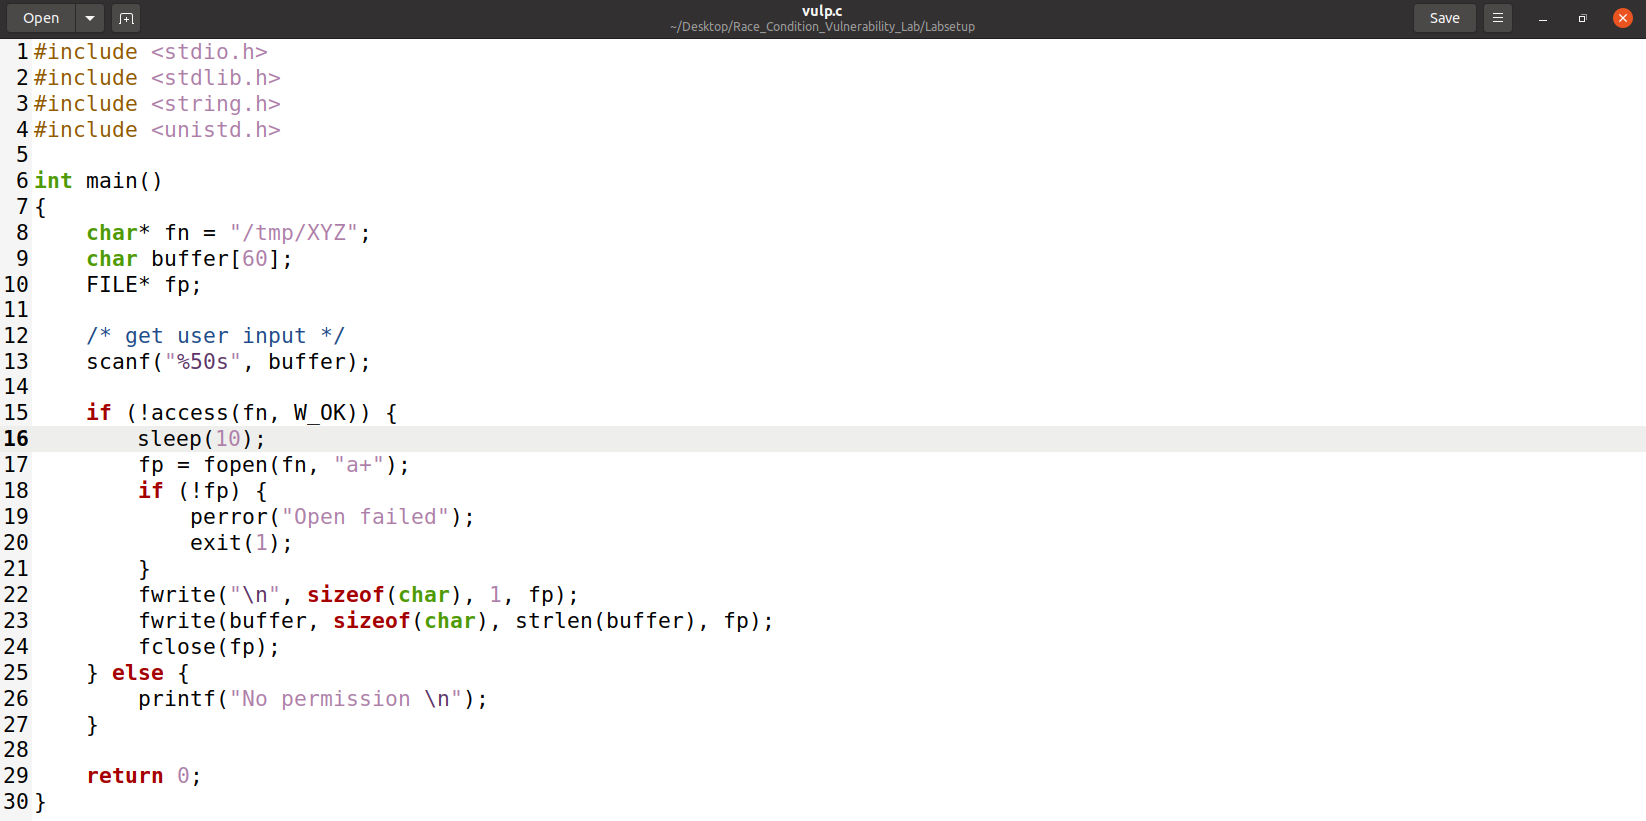 Open
vulp.c
~/Desktop/Race_Condition_Vulnerability_Lab/Labsetup
Save
1 #include <stdio.h>
2 #include <stdlib.h>
3 #include <string.h>
4 #include <unistd.h>
5
6 int main()
7 {
8     char* fn = "/tmp/XYZ";
9     char buffer[60];
10     FILE* fp;
11
12     /* get user input */
13     scanf("%50s", buffer);
14
15     if (!access(fn, W_OK)) {
16         sleep(10);
17         fp = fopen(fn, "a+");
18         if (!fp) {
19             perror("Open failed");
20             exit(1);
21         }
22         fwrite("\n", sizeof(char), 1, fp);
23         fwrite(buffer, sizeof(char), strlen(buffer), fp);
24         fclose(fp);
25     } else {
26         printf("No permission \n");
27     }
28
29     return 0;
30 }